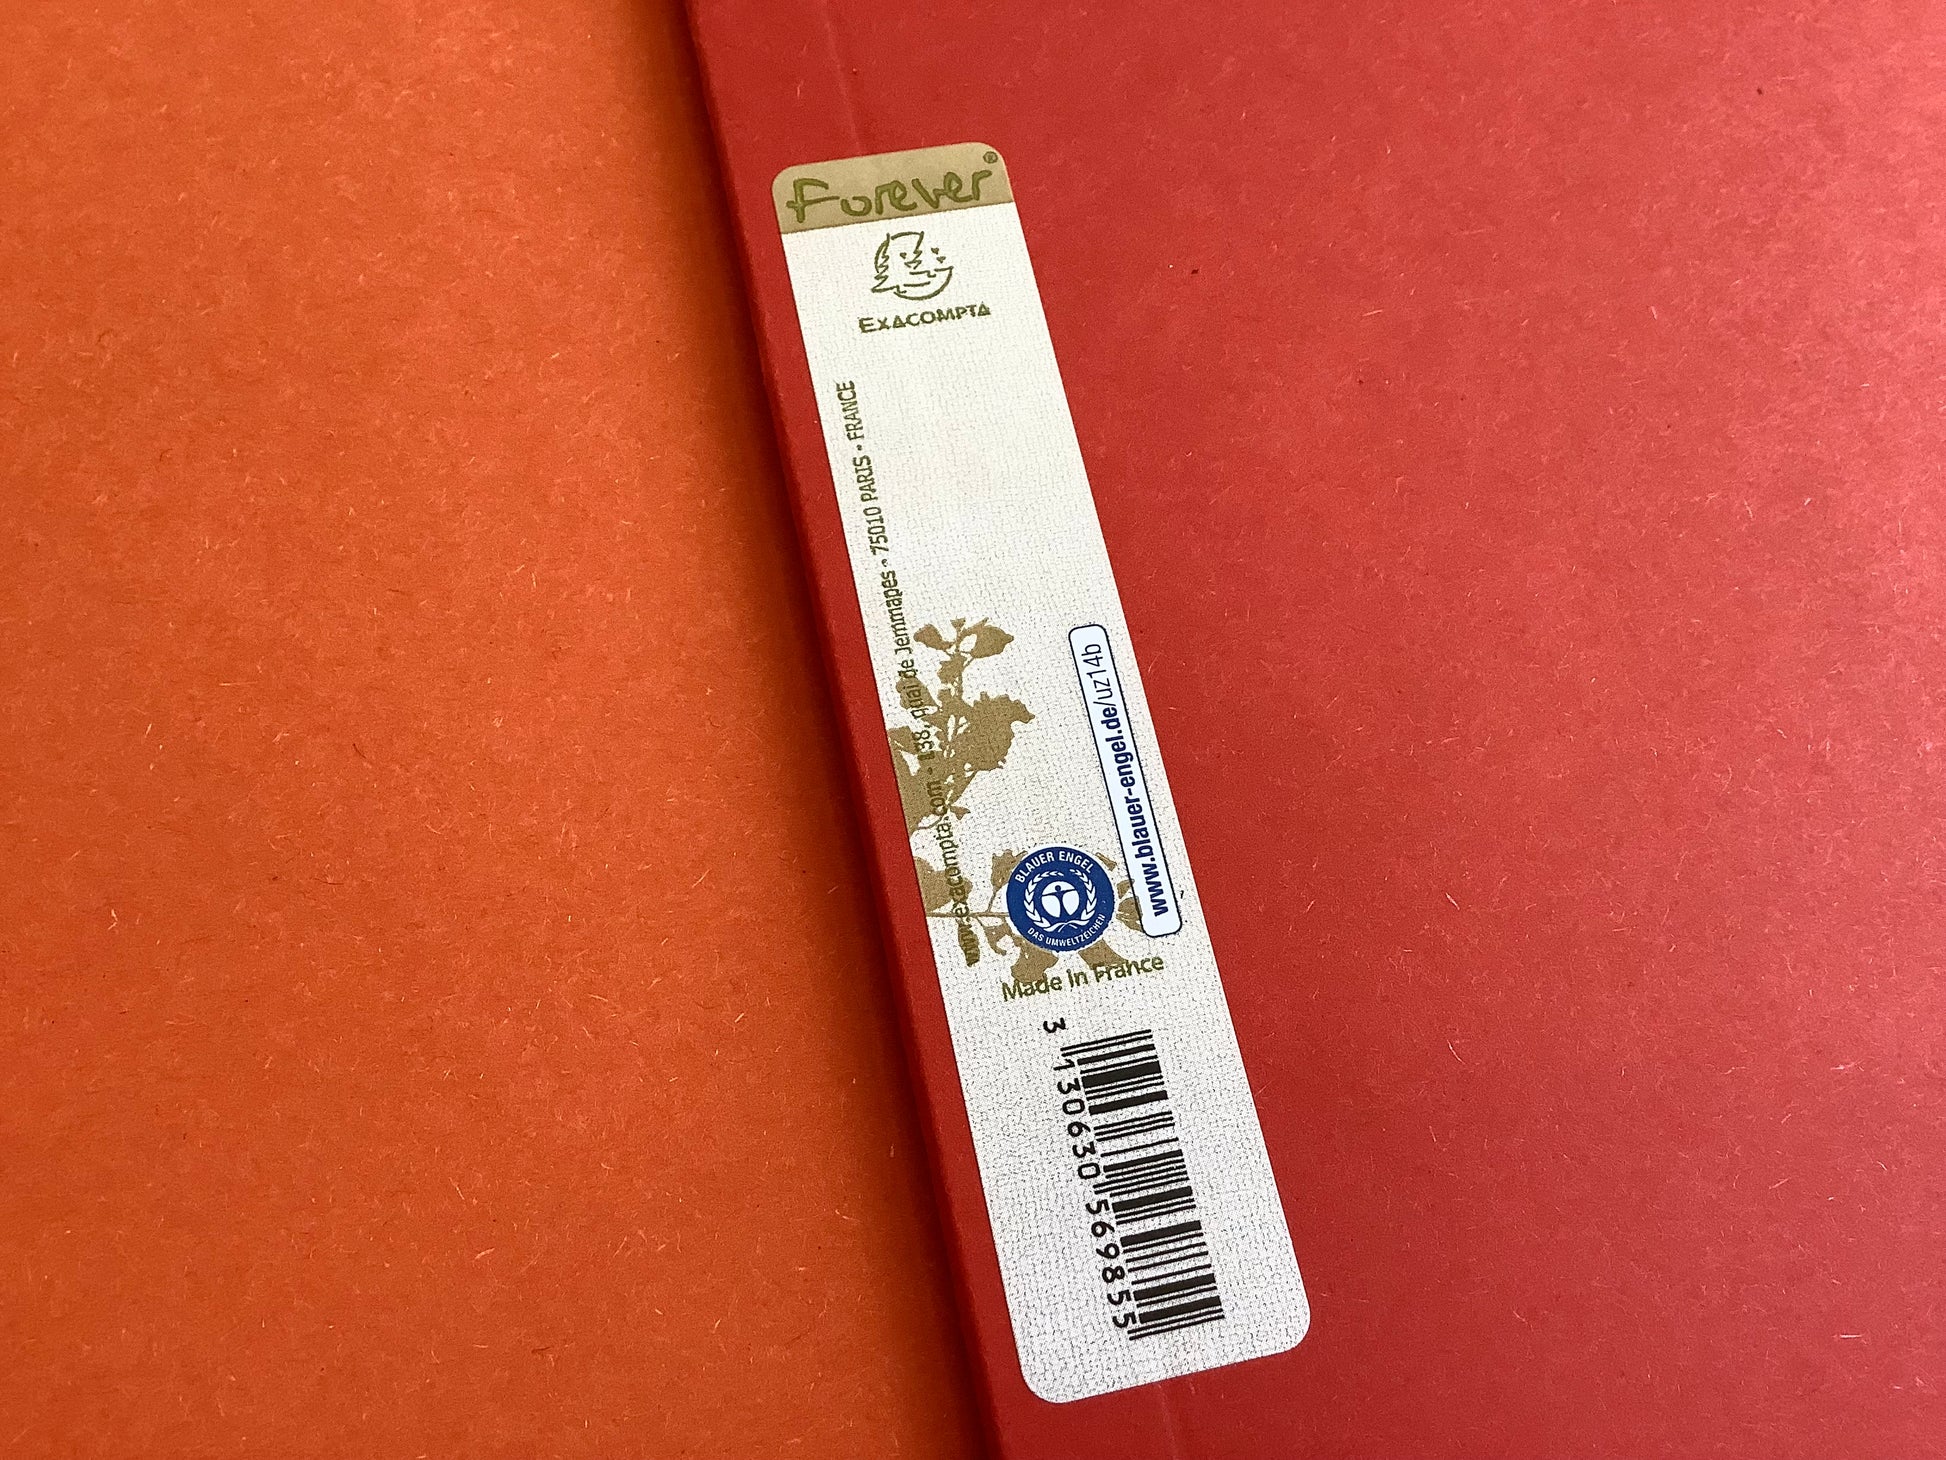 Forever®
EXACOMPTA
www.exacompta.com • 138, quai de Jemmapes • 75010 PARIS • FRANCE
www.blauer-engel.de/uz14b
BLAUER ENGEL
DAS UMWELTZEICHEN
Made in France
3 130630 569855